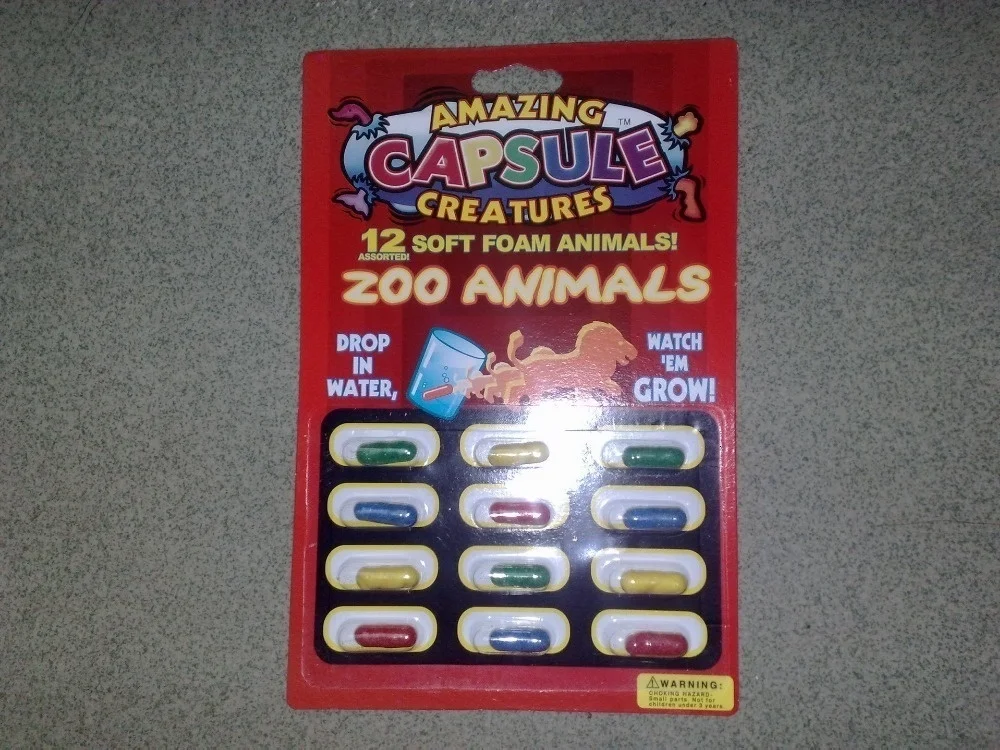 AMAZING
CAPSULE™
CREATURES
12 SOFT FOAM ANIMALS!
ASSORTED!
ZOO ANIMALS
DROP
IN
WATER,
WATCH
'EM
GROW!
⚠WARNING:
CHOKING HAZARD-
Small parts. Not for
children under 3 years.